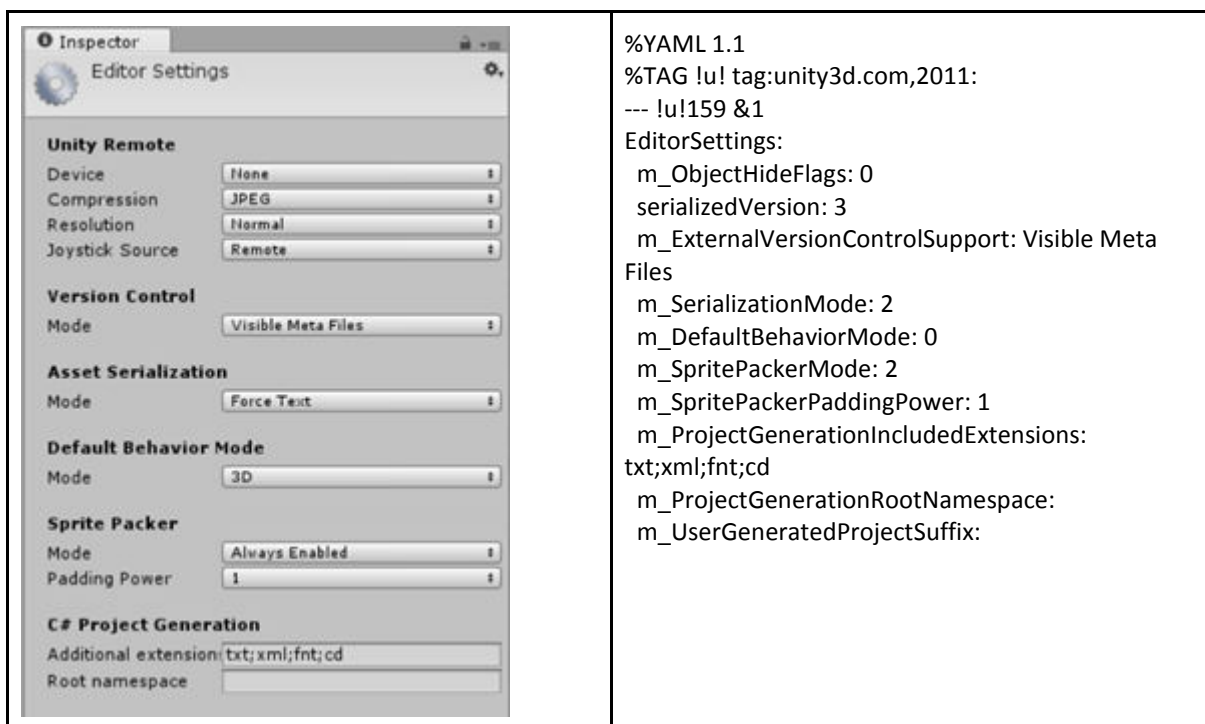 Inspector
Editor Settings
Unity Remote
Device None
Compression JPEG
Resolution Normal
Joystick Source Remote
Version Control
Mode Visible Meta Files
Asset Serialization
Mode Force Text
Default Behavior Mode
Mode 3D
Sprite Packer
Mode Always Enabled
Padding Power 1
C# Project Generation
Additional extension txt;xml;fnt;cd
Root namespace
%YAML 1.1
%TAG !u! tag:unity3d.com,2011:
--- !u!159 &1
EditorSettings:
m_ObjectHideFlags: 0
serializedVersion: 3
m_ExternalVersionControlSupport: Visible Meta
Files
m_SerializationMode: 2
m_DefaultBehaviorMode: 0
m_SpritePackerMode: 2
m_SpritePackerPaddingPower: 1
m_ProjectGenerationIncludedExtensions:
txt;xml;fnt;cd
m_ProjectGenerationRootNamespace:
m_UserGeneratedProjectSuffix: